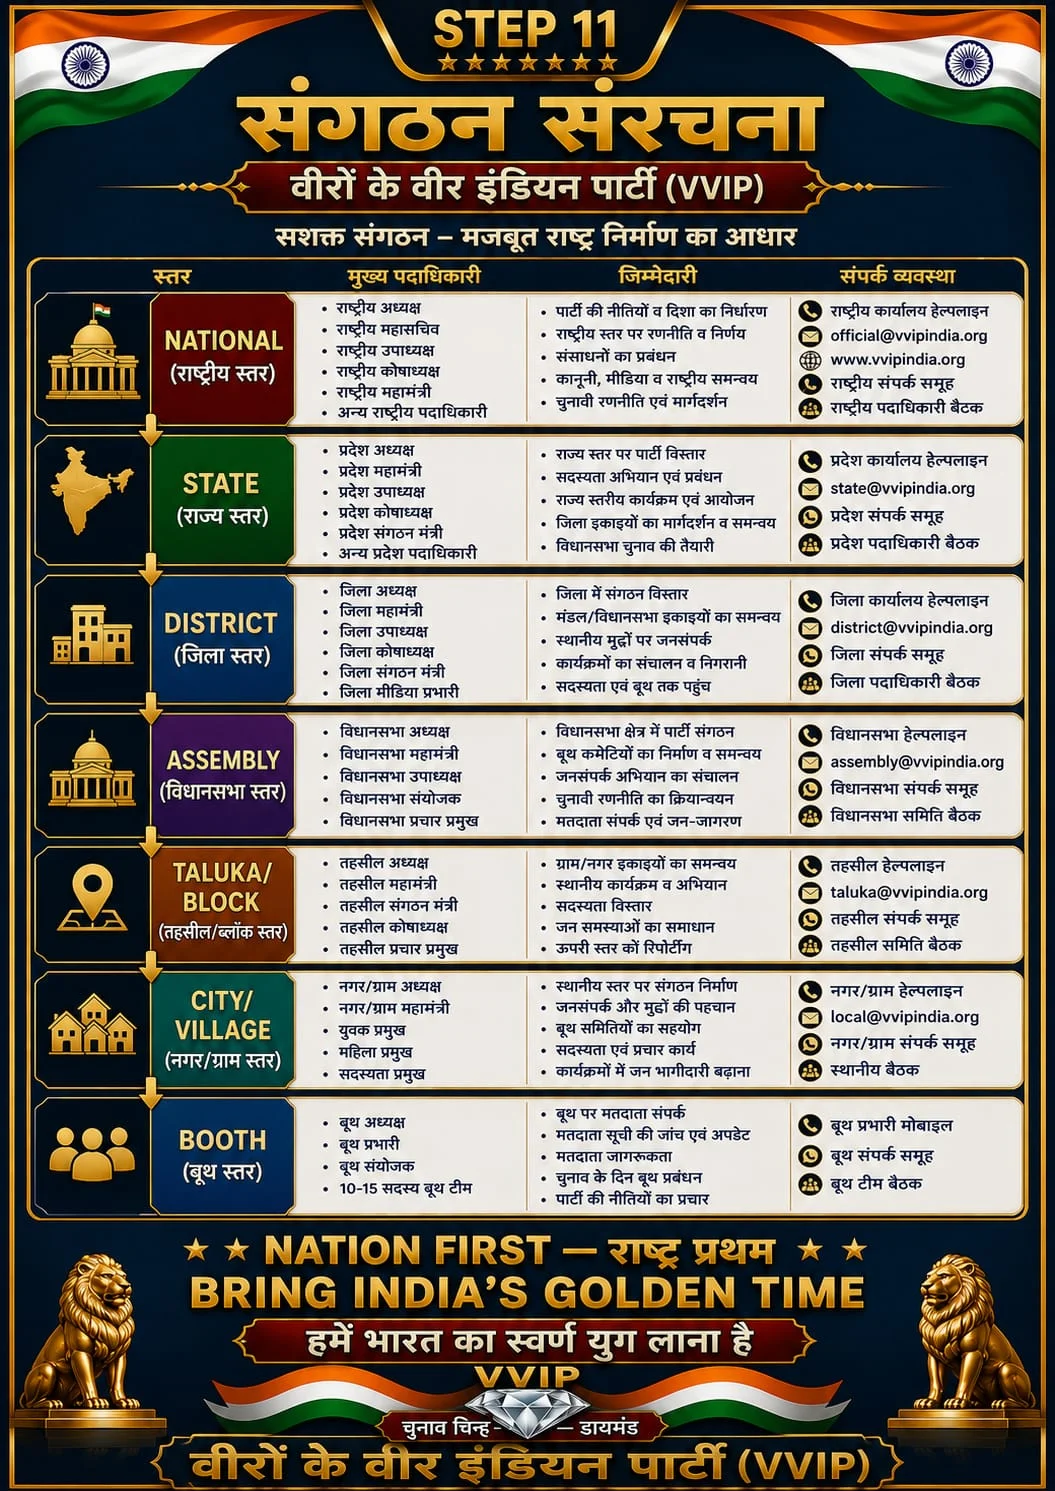 STEP 11
संगठन संरचना
वीरों के वीर इंडियन पार्टी (VVIP)
सशक्त संगठन – मजबूत राष्ट्र निर्माण का आधार
स्तर मुख्य पदाधिकारी जिम्मेदारी संपर्क व्यवस्था
NATIONAL
(राष्ट्रीय स्तर)
• राष्ट्रीय अध्यक्ष
• राष्ट्रीय महासचिव
• राष्ट्रीय उपाध्यक्ष
• राष्ट्रीय कोषाध्यक्ष
• राष्ट्रीय महामंत्री
• अन्य राष्ट्रीय पदाधिकारी
• पार्टी की नीतियों व दिशा का निर्धारण
• राष्ट्रीय स्तर पर रणनीति व निर्णय
• संसाधनों का प्रबंधन
• कानूनी, मीडिया व राष्ट्रीय समन्वय
• चुनावी रणनीति एवं मार्गदर्शन
राष्ट्रीय कार्यालय हेल्पलाइन
official@vvipindia.org
www.vvipindia.org
राष्ट्रीय संपर्क समूह
राष्ट्रीय पदाधिकारी बैठक
STATE
(राज्य स्तर)
• प्रदेश अध्यक्ष
• प्रदेश महामंत्री
• प्रदेश उपाध्यक्ष
• प्रदेश कोषाध्यक्ष
• प्रदेश संगठन मंत्री
• अन्य प्रदेश पदाधिकारी
• राज्य स्तर पर पार्टी विस्तार
• सदस्यता अभियान एवं प्रबंधन
• राज्य स्तरीय कार्यक्रम एवं आयोजन
• जिला इकाइयों का मार्गदर्शन व समन्वय
• विधानसभा चुनाव की तैयारी
प्रदेश कार्यालय हेल्पलाइन
state@vvipindia.org
प्रदेश संपर्क समूह
प्रदेश पदाधिकारी बैठक
DISTRICT
(जिला स्तर)
• जिला अध्यक्ष
• जिला महामंत्री
• जिला उपाध्यक्ष
• जिला कोषाध्यक्ष
• जिला संगठन मंत्री
• जिला मीडिया प्रभारी
• जिला में संगठन विस्तार
• मंडल/विधानसभा इकाइयों का समन्वय
• स्थानीय मुद्दों पर जनसंपर्क
• कार्यक्रमों का संचालन व निगरानी
• सदस्यता एवं बूथ तक पहुंच
जिला कार्यालय हेल्पलाइन
district@vvipindia.org
जिला संपर्क समूह
जिला पदाधिकारी बैठक
ASSEMBLY
(विधानसभा स्तर)
• विधानसभा अध्यक्ष
• विधानसभा महामंत्री
• विधानसभा उपाध्यक्ष
• विधानसभा संयोजक
• विधानसभा प्रचार प्रमुख
• विधानसभा क्षेत्र में पार्टी संगठन
• बूथ कमेटियों का निर्माण व समन्वय
• जनसंपर्क अभियान का संचालन
• चुनावी रणनीति का क्रियान्वयन
• मतदाता संपर्क एवं जन-जागरण
विधानसभा हेल्पलाइन
assembly@vvipindia.org
विधानसभा संपर्क समूह
विधानसभा समिति बैठक
TALUKA/
BLOCK
(तहसील/ब्लॉक स्तर)
• तहसील अध्यक्ष
• तहसील महामंत्री
• तहसील संगठन मंत्री
• तहसील कोषाध्यक्ष
• तहसील प्रचार प्रमुख
• ग्राम/नगर इकाइयों का समन्वय
• स्थानीय कार्यक्रम व अभियान
• सदस्यता विस्तार
• जन समस्याओं का समाधान
• ऊपरी स्तर कों रिपोर्टींग
तहसील हेल्पलाइन
taluka@vvipindia.org
तहसील संपर्क समूह
तहसील समिति बैठक
CITY/
VILLAGE
(नगर/ग्राम स्तर)
• नगर/ग्राम अध्यक्ष
• नगर/ग्राम महामंत्री
• युवक प्रमुख
• महिला प्रमुख
• सदस्यता प्रमुख
• स्थानीय स्तर पर संगठन निर्माण
• जनसंपर्क और मुद्दों की पहचान
• बूथ समितियों का सहयोग
• सदस्यता एवं प्रचार कार्य
• कार्यक्रमों में जन भागीदारी बढ़ाना
नगर/ग्राम हेल्पलाइन
local@vvipindia.org
नगर/ग्राम संपर्क समूह
स्थानीय बैठक
BOOTH
(बूथ स्तर)
• बूथ अध्यक्ष
• बूथ प्रभारी
• बूथ संयोजक
• 10-15 सदस्य बूथ टीम
• बूथ पर मतदाता संपर्क
• मतदाता सूची की जांच एवं अपडेट
• मतदाता जागरूकता
• चुनाव के दिन बूथ प्रबंधन
• पार्टी की नीतियों का प्रचार
बूथ प्रभारी मोबाइल
बूथ संपर्क समूह
बूथ टीम बैठक
NATION FIRST — राष्ट्र प्रथम
BRING INDIA'S GOLDEN TIME
हमें भारत का स्वर्ण युग लाना है
VVIP
चुनाव चिन्ह - — डायमंड
वीरों के वीर इंडियन पार्टी (VVIP)